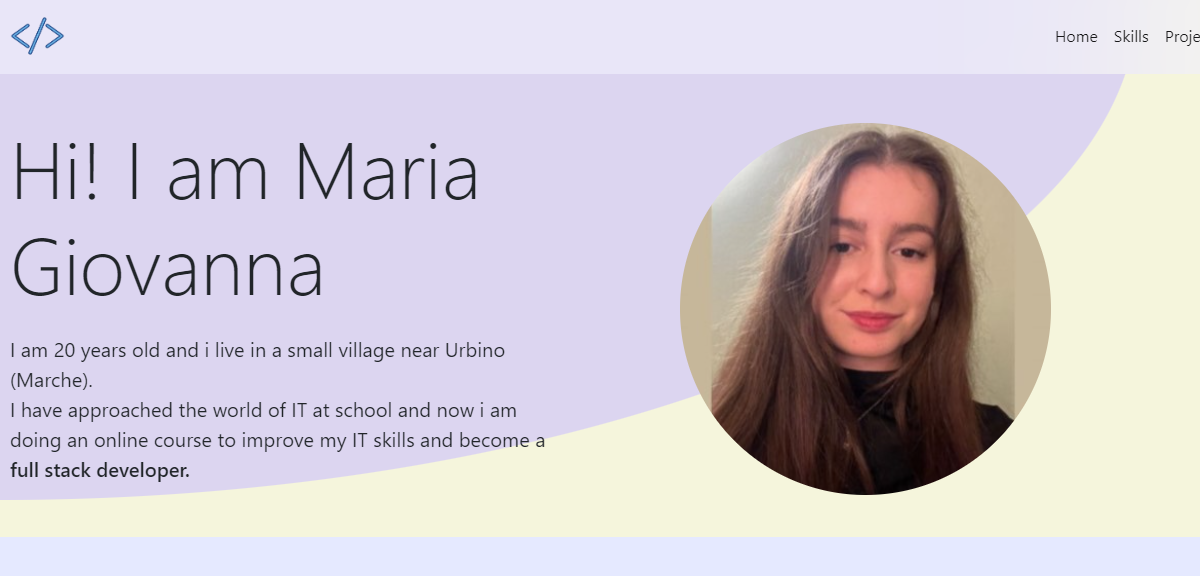 </>
Home Skills Proje
Hi! I am Maria
Giovanna
I am 20 years old and i live in a small village near Urbino
(Marche).
I have approached the world of IT at school and now i am
doing an online course to improve my IT skills and become a
full stack developer.